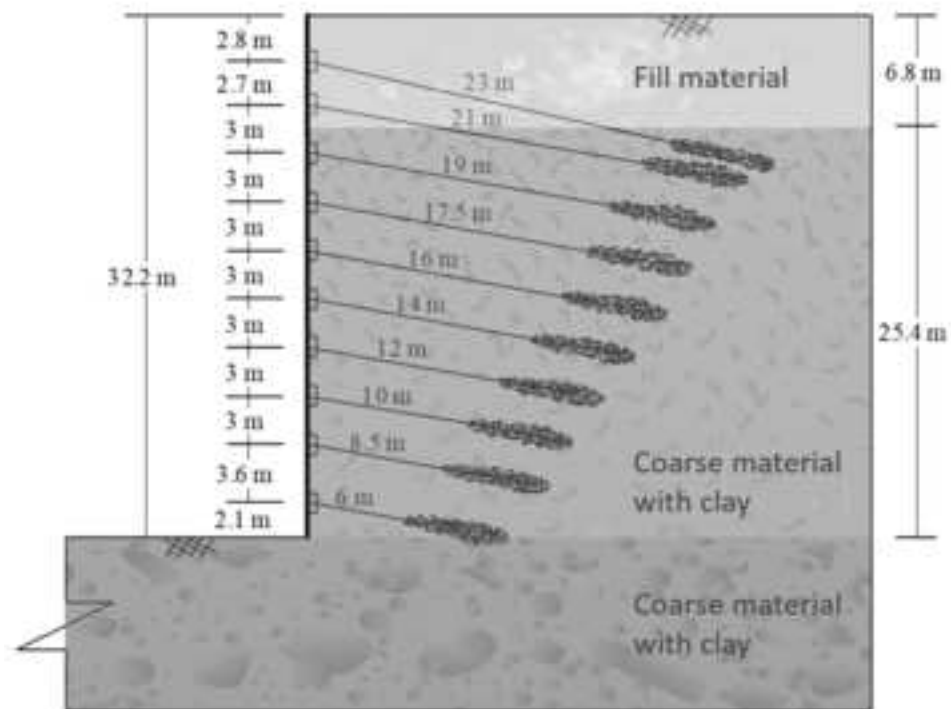 2.8 m
2.7 m
3 m
3 m
3 m
3 m
3 m
3 m
3 m
3.6 m
2.1 m
32.2 m
23 m
21 m
19 m
17.5 m
16 m
14 m
12 m
10 m
8.5 m
6 m
Fill material
6.8 m
25.4 m
Coarse material
with clay
Coarse material
with clay